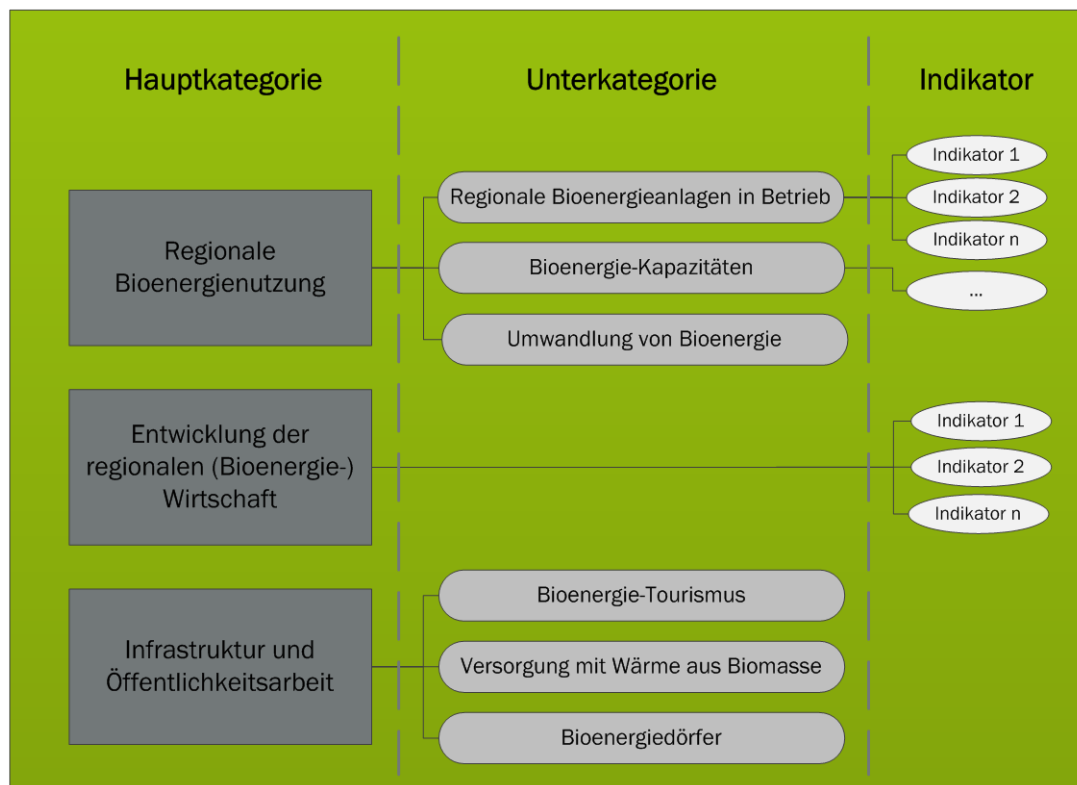 Hauptkategorie
Unterkategorie
Indikator
Regionale
Bioenergienutzung
Regionale Bioenergieanlagen in Betrieb
Indikator 1
Indikator 2
Indikator n
Bioenergie-Kapazitäten
...
Umwandlung von Bioenergie
Entwicklung der
regionalen (Bioenergie-)
Wirtschaft
Indikator 1
Indikator 2
Indikator n
Infrastruktur und
Öffentlichkeitsarbeit
Bioenergie-Tourismus
Versorgung mit Wärme aus Biomasse
Bioenergiedörfer